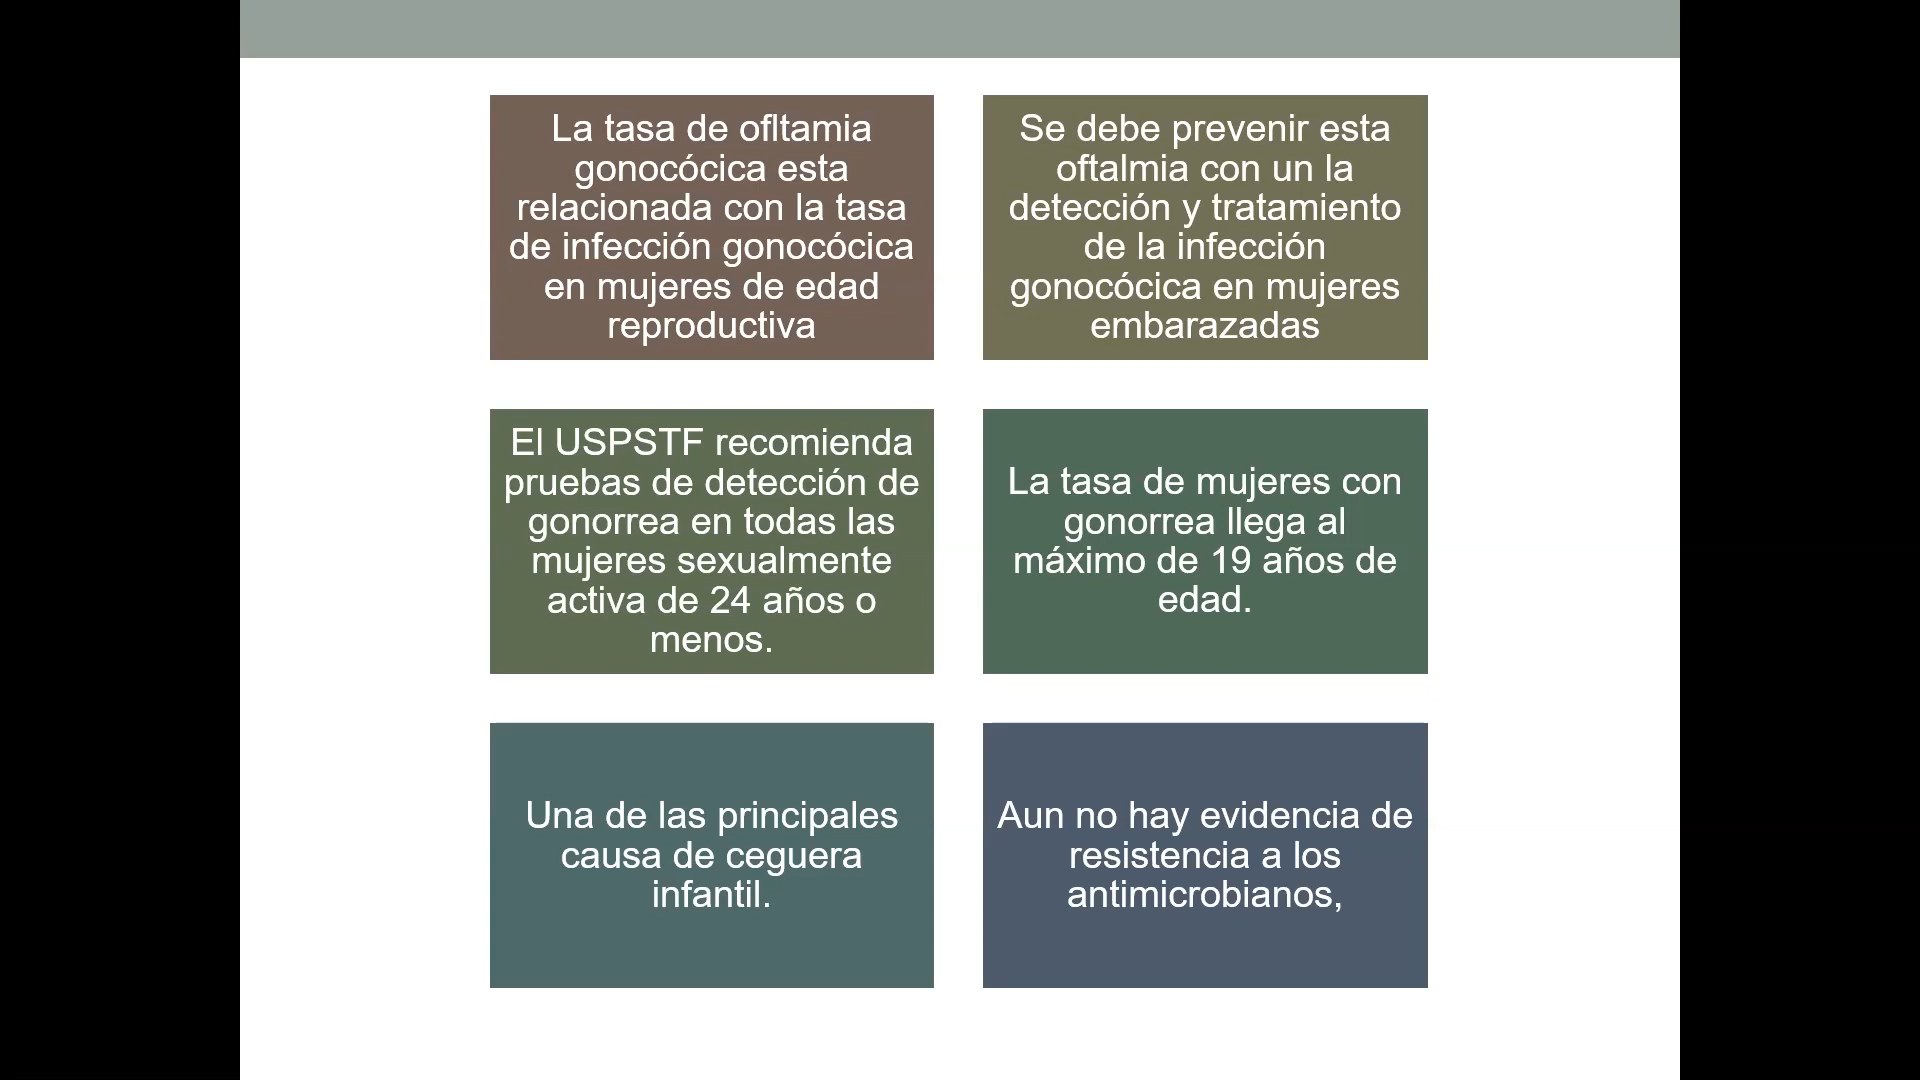 La tasa de ofltamia
gonocócica esta
relacionada con la tasa
de infección gonocócica
en mujeres de edad
reproductiva
Se debe prevenir esta
oftalmia con un la
detección y tratamiento
de la infección
gonocócica en mujeres
embarazadas
El USPSTF recomienda
pruebas de detección de
gonorrea en todas las
mujeres sexualmente
activa de 24 años o
menos.
La tasa de mujeres con
gonorrea llega al
máximo de 19 años de
edad.
Una de las principales
causa de ceguera
infantil.
Aun no hay evidencia de
resistencia a los
antimicrobianos,